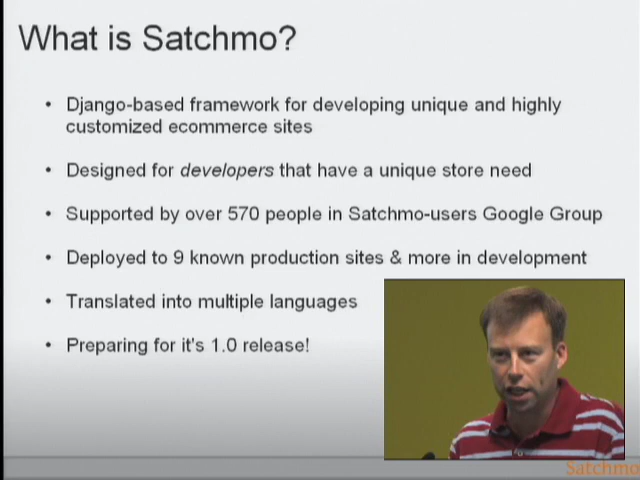 What is Satchmo?
• Django-based framework for developing unique and highly
customized ecommerce sites
• Designed for developers that have a unique store need
• Supported by over 570 people in Satchmo-users Google Group
• Deployed to 9 known production sites & more in development
• Translated into multiple languages
• Preparing for it's 1.0 release!
Satchmo